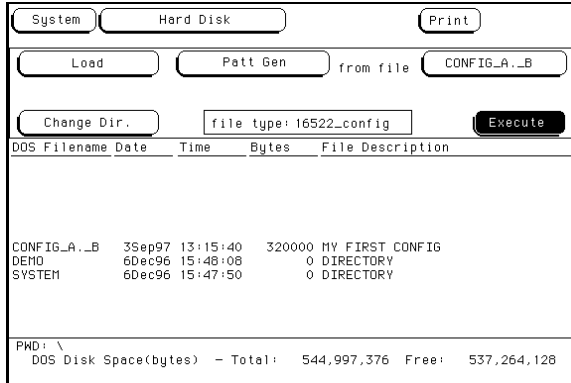 System Hard Disk Print
Load Patt Gen from file CONFIG_A._B
Change Dir. file type: 16522_config Execute
DOS Filename Date Time Bytes File Description
CONFIG_A._B 3Sep97 13:15:40 320000 MY FIRST CONFIG
DEMO 6Dec96 15:48:08 0 DIRECTORY
SYSTEM 6Dec96 15:47:50 0 DIRECTORY
PWD: \
DOS Disk Space(bytes) - Total: 544,997,376 Free: 537,264,128